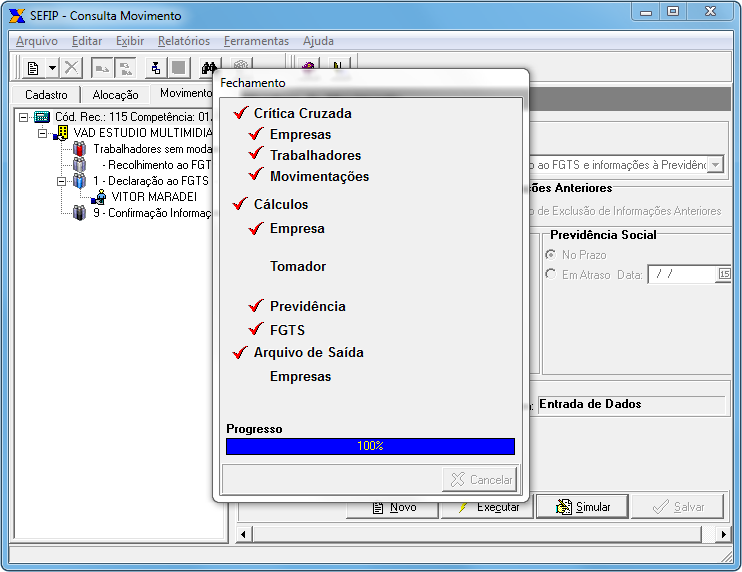 SEFIP - Consulta Movimento
Arquivo Editar Exibir Relatórios Ferramentas Ajuda
Cadastro Alocação Movimento
Cód. Rec.: 115 Competência: 01
VAD ESTUDIO MULTIMIDIA
Trabalhadores sem moda
- Recolhimento ao FGT
1 - Declaração ao FGTS
VITOR MARADEI
9 - Confirmação Informaç
Fechamento
Crítica Cruzada
Empresas
Trabalhadores
Movimentações
Cálculos
Empresa
Tomador
Previdência
FGTS
Arquivo de Saída
Empresas
Progresso
100%
Cancelar
ao FGTS e informações à Previdênc
ões Anteriores
o de Exclusão de Informações Anteriores
Previdência Social
No Prazo
Em Atraso Data: / / 15
Entrada de Dados
Novo Executar Simular Salvar